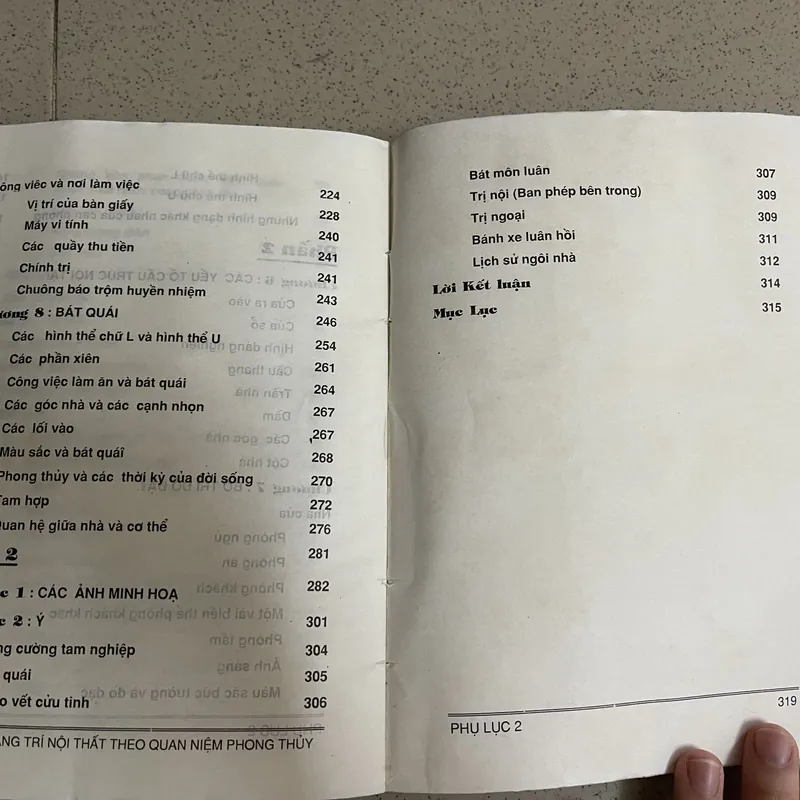 ông viêc và nơi làm việc 224
Vị trí của bàn giấy 228
Máy vi tính 240
Các quầy thu tiền 241
Chính trị 241
Chuông báo trộm huyền nhiệm 243
ương 8 : BÁT QUÁI 246
Các hình thể chữ L và hình thể U 254
Các phần xiên 261
Công việc làm ăn và bát quái 264
Các góc nhà và các cạnh nhọn 267
Các lối vào 267
Màu sắc và bát quáî 268
Phong thủy và các thời kỳ của đời sống 270
Tam hợp 272
Quan hệ giữa nhà và cơ thể 276
2 281
c 1 : CÁC ẢNH MINH HOẠ 282
c 2 : Ý 301
ng cường tam nghiệp 304
quái 305
o vết cửu tinh 306
ANG TRÍ NỘI THẤT THEO QUAN NIỆM PHONG THỦY
Bát môn luân 307
Trị nội (Ban phép bên trong) 309
Trị ngoại 309
Bánh xe luân hồi 311
Lịch sử ngôi nhà 312
Lời Kết luận 314
Mục Lục 315
319
PHỤ LỤC 2